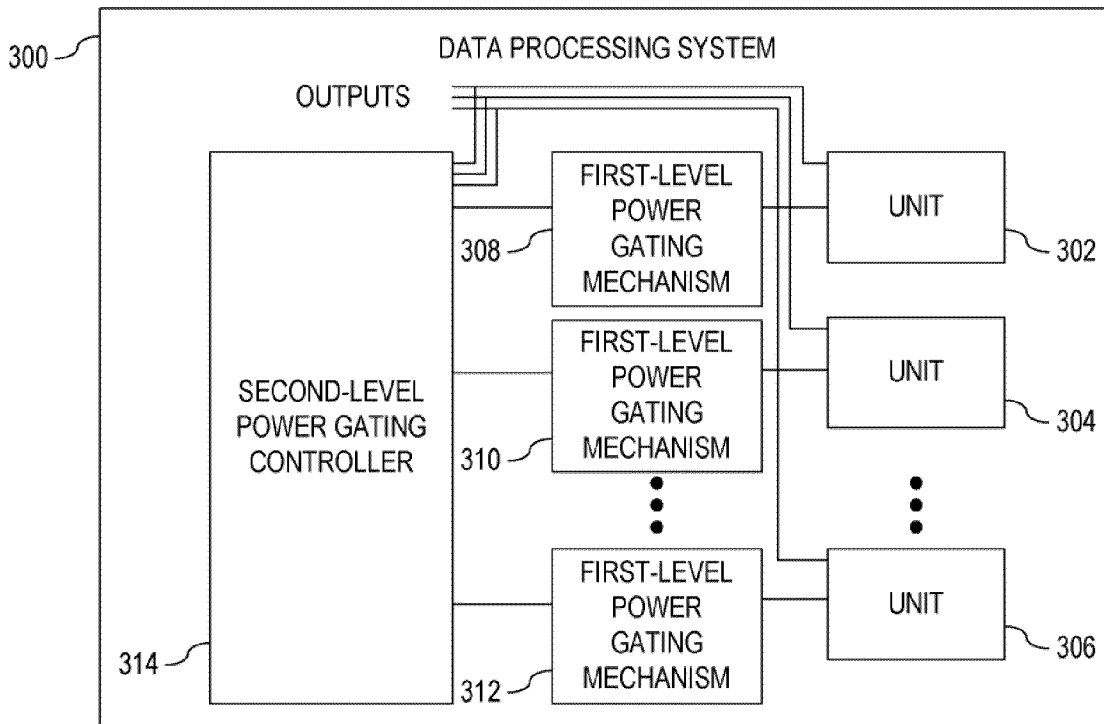 300
DATA PROCESSING SYSTEM
OUTPUTS
FIRST-LEVEL
POWER
GATING
MECHANISM
308
UNIT
302
SECOND-LEVEL
POWER GATING
CONTROLLER
314
FIRST-LEVEL
POWER
GATING
MECHANISM
310
UNIT
304
FIRST-LEVEL
POWER
GATING
MECHANISM
312
UNIT
306